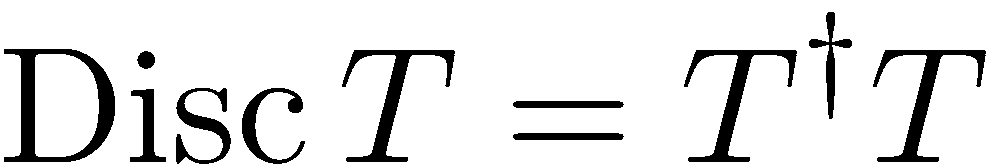 Disc T = T†T